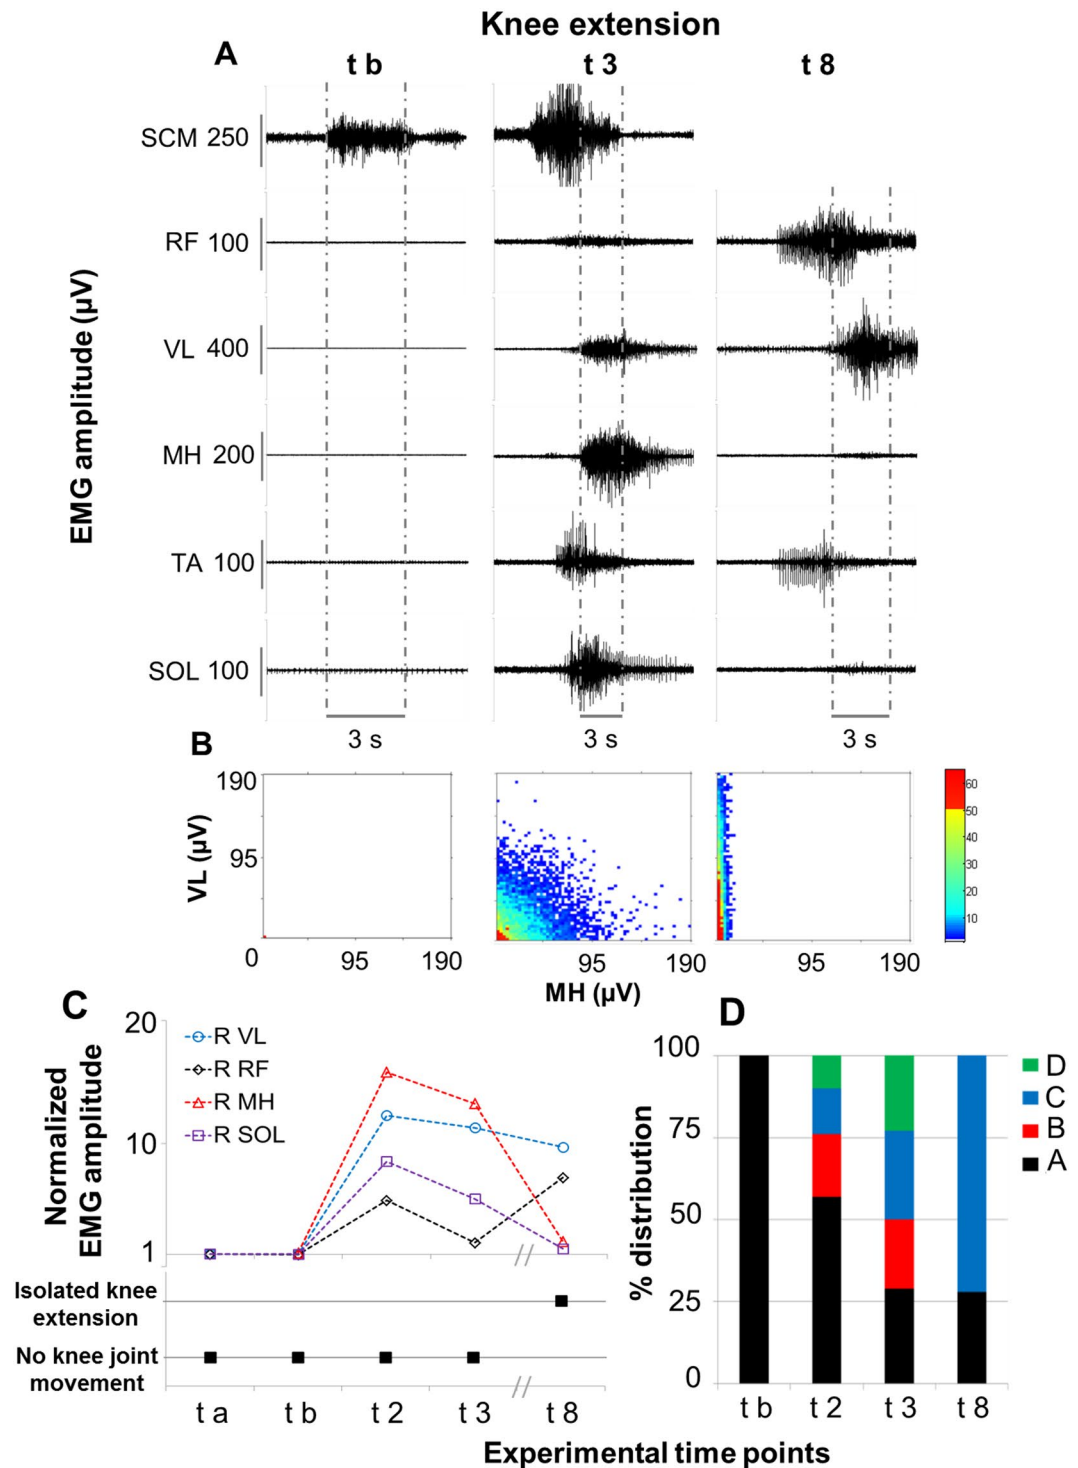 Knee extension
A
t b
t 3
t 8
EMG amplitude (µV)
SCM 250
RF 100
VL 400
MH 200
TA 100
SOL 100
3 s
3 s
3 s
B
VL (µV)
190
95
0
95
190
95
190
95
190
MH (µV)
60
50
40
30
20
10
C
Normalized
EMG amplitude
20
10
1
R VL
R RF
R MH
R SOL
Isolated knee
extension
No knee joint
movement
t a
t b
t 2
t 3
t 8
D
% distribution
100
75
50
25
0
D
C
B
A
t b
t 2
t 3
t 8
Experimental time points